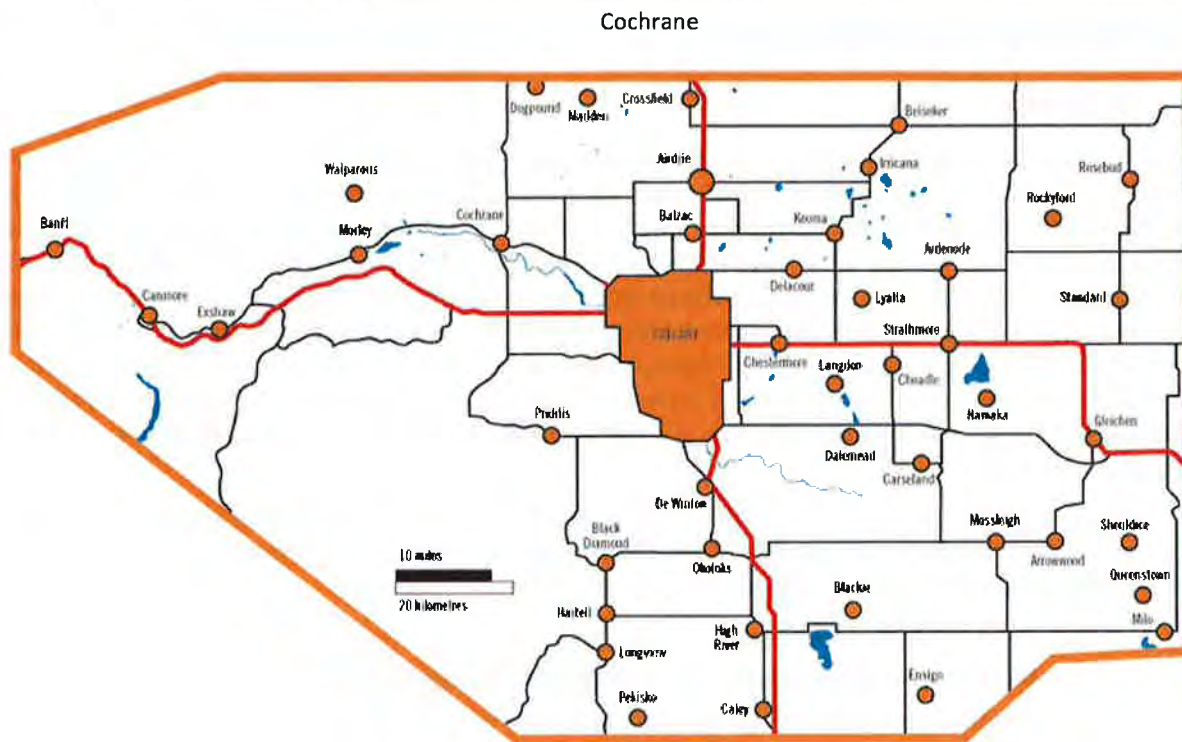 Cochrane
Dogpound
Madden
Crossfield
Beiseker
Airdrie
Irricana
Rosebud
Waiparous
Rockyford
Banff
Morley
Cochrane
Balzac
Keoma
Ardenode
Delacour
Lyalta
Standard
Canmore
Exshaw
Strathmore
Chestermere
Langdon
Cheadle
Namaka
Gleichen
Priddis
Dalemead
Carseland
De Winton
Black
Diamond
Okotoks
Mossleigh
Arrowwood
Shouldice
Queenstown
10 miles
20 kilometres
Hartell
Blackie
Milo
High
River
Longview
Ensign
Pekisko
Cayley